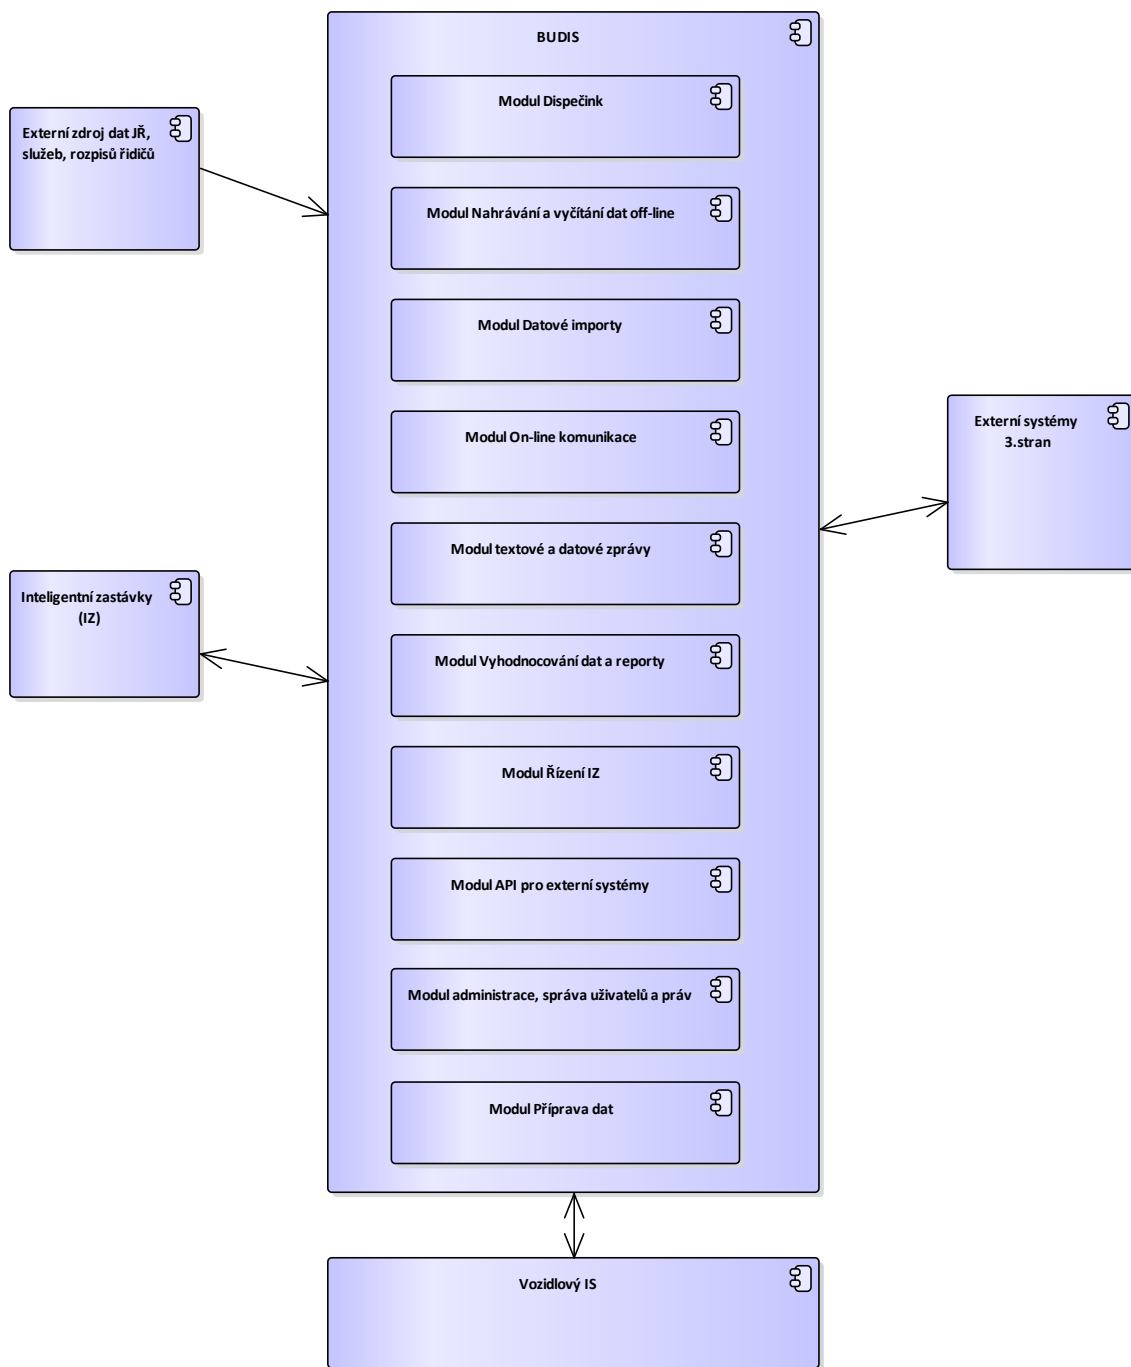 BUDIS
Modul Dispečink
Externí zdroj dat JŘ,
služeb, rozpisů řidičů
Modul Nahrávání a vyčítání dat off-line
Modul Datové importy
Modul On-line komunikace
Externí systémy
3.stran
Modul textové a datové zprávy
Inteligentní zastávky
(IZ)
Modul Vyhodnocování dat a reporty
Modul Řízení IZ
Modul API pro externí systémy
Modul administrace, správa uživatelů a práv
Modul Příprava dat
Vozidlový IS